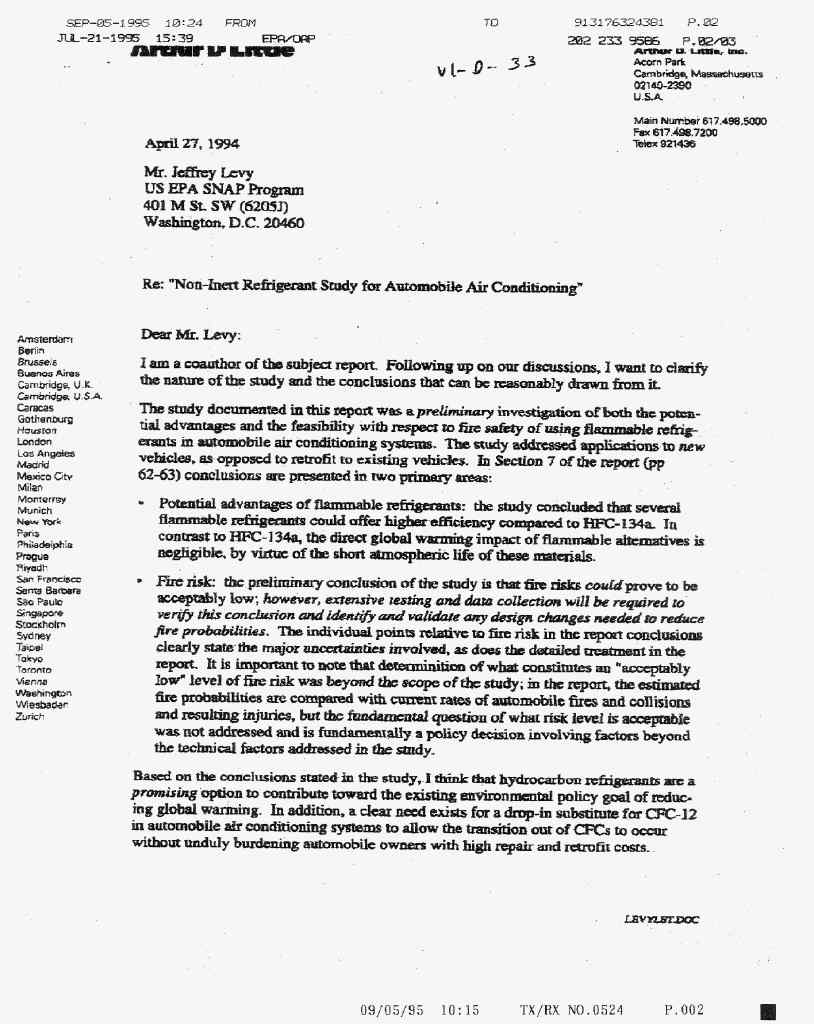 SEP-05-1995 10:24 FROM TO 913176324381 P.02
JUL-21-1995 15:39 EPA/OAP 202 233 9586 P.02/03
Arthur D Little
Arthur D. Little, Inc.
Acorn Park
Cambridge, Massachusetts
02140-2390
U.S.A.
VI-D-33
Main Number 617.498.5000
Fax 617.498.7200
Telex 921436
April 27, 1994
Mr. Jeffrey Levy
US EPA SNAP Program
401 M St. SW (6205J)
Washington, D.C. 20460
Re: "Non-Inert Refrigerant Study for Automobile Air Conditioning"
Amsterdam
Berlin
Brussels
Buenos Aires
Cambridge, U.K.
Cambridge, U.S.A.
Caracas
Gothenburg
Houston
London
Los Angeles
Madrid
Mexico City
Milan
Monterrey
Munich
New York
Paris
Philadelphia
Prague
Riyadh
San Francisco
Santa Barbara
São Paulo
Singapore
Stockholm
Sydney
Taipei
Tokyo
Toronto
Vienna
Washington
Wiesbaden
Zurich
Dear Mr. Levy:
I am a coauthor of the subject report. Following up on our discussions, I want to clarify
the nature of the study and the conclusions that can be reasonably drawn from it.
The study documented in this report was a preliminary investigation of both the poten-
tial advantages and the feasibility with respect to fire safety of using flammable refrig-
erants in automobile air conditioning systems. The study addressed applications to new
vehicles, as opposed to retrofit to existing vehicles. In Section 7 of the report (pp
62-63) conclusions are presented in two primary areas:
• Potential advantages of flammable refrigerants: the study concluded that several
flammable refrigerants could offer higher efficiency compared to HFC-134a. In
contrast to HFC-134a, the direct global warming impact of flammable alternatives is
negligible, by virtue of the short atmospheric life of these materials.
• Fire risk: the preliminary conclusion of the study is that fire risks could prove to be
acceptably low; however, extensive testing and data collection will be required to
verify this conclusion and identify and validate any design changes needed to reduce
fire probabilities. The individual points relative to fire risk in the report conclusions
clearly state the major uncertainties involved, as does the detailed treatment in the
report. It is important to note that determinition of what constitutes an "acceptably
low" level of fire risk was beyond the scope of the study; in the report, the estimated
fire probabilities are compared with current rates of automobile fires and collisions
and resulting injuries, but the fundamental question of what risk level is acceptable
was not addressed and is fundamentally a policy decision involving factors beyond
the technical factors addressed in the study.
Based on the conclusions stated in the study, I think that hydrocarbon refrigerants are a
promising option to contribute toward the existing environmental policy goal of reduc-
ing global warming. In addition, a clear need exists for a drop-in substitute for CFC-12
in automobile air conditioning systems to allow the transition out of CFCs to occur
without unduly burdening automobile owners with high repair and retrofit costs.
LEVYLET.DOC
09/05/95 10:15 TX/RX NO.0524 P.002